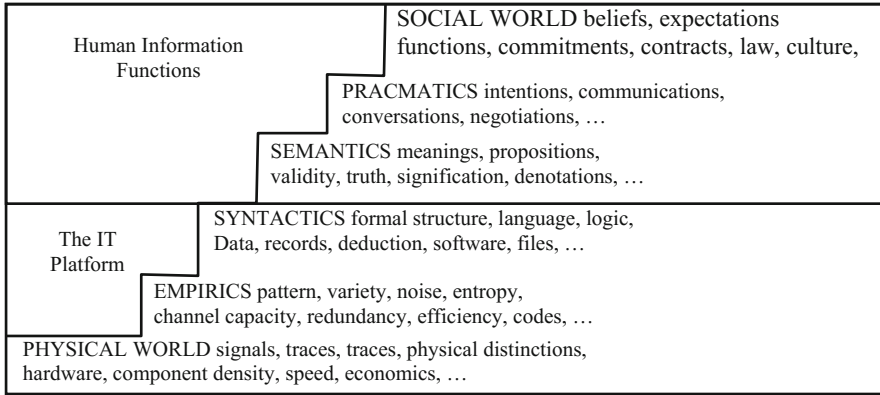 Human Information
Functions
SOCIAL WORLD beliefs, expectations
functions, commitments, contracts, law, culture,
PRACMATICS intentions, communications,
conversations, negotiations, …
SEMANTICS meanings, propositions,
validity, truth, signification, denotations, …
The IT
Platform
SYNTACTICS formal structure, language, logic,
Data, records, deduction, software, files, …
EMPIRICS pattern, variety, noise, entropy,
channel capacity, redundancy, efficiency, codes, …
PHYSICAL WORLD signals, traces, traces, physical distinctions,
hardware, component density, speed, economics, …